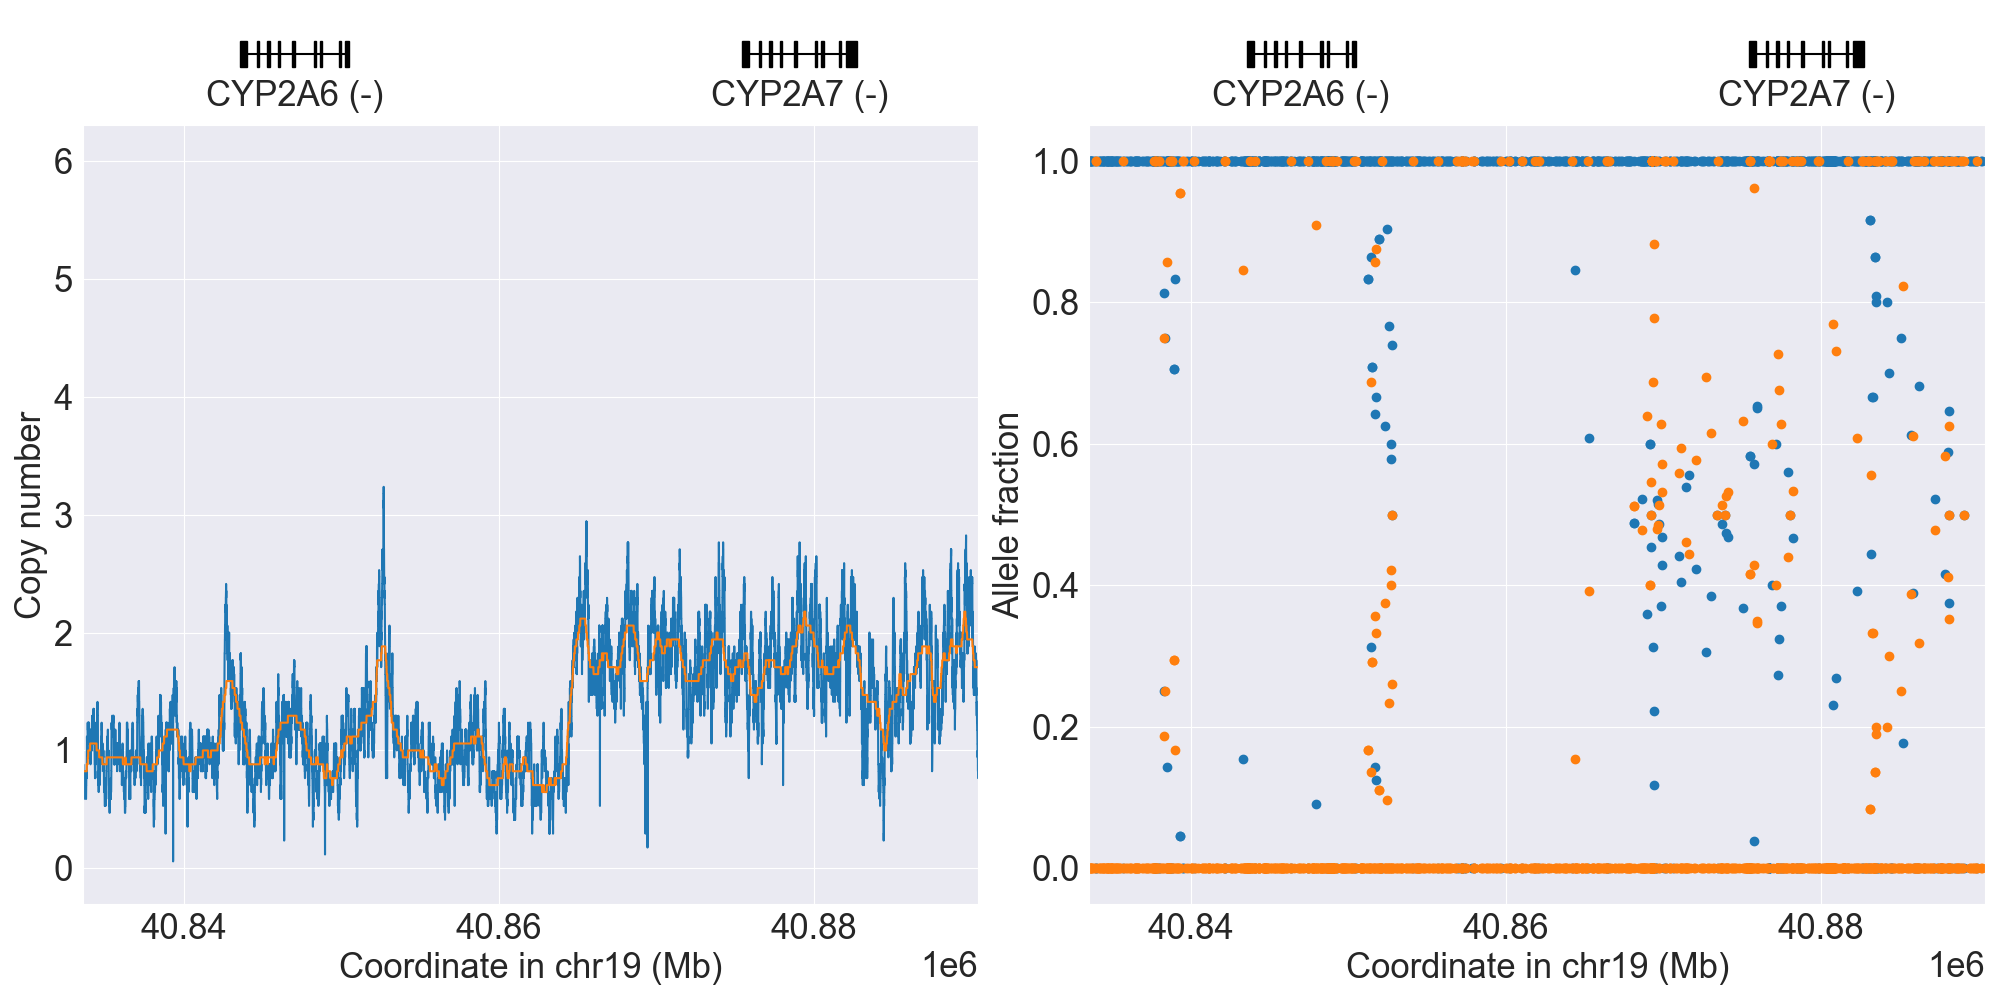 CYP2A6 (-)
CYP2A7 (-)
6
5
4
3
2
1
0
Copy number
40.84
40.86
40.88
Coordinate in chr19 (Mb)
1e6
CYP2A6 (-)
CYP2A7 (-)
1.0
0.8
0.6
0.4
0.2
0.0
Allele fraction
40.84
40.86
40.88
Coordinate in chr19 (Mb)
1e6